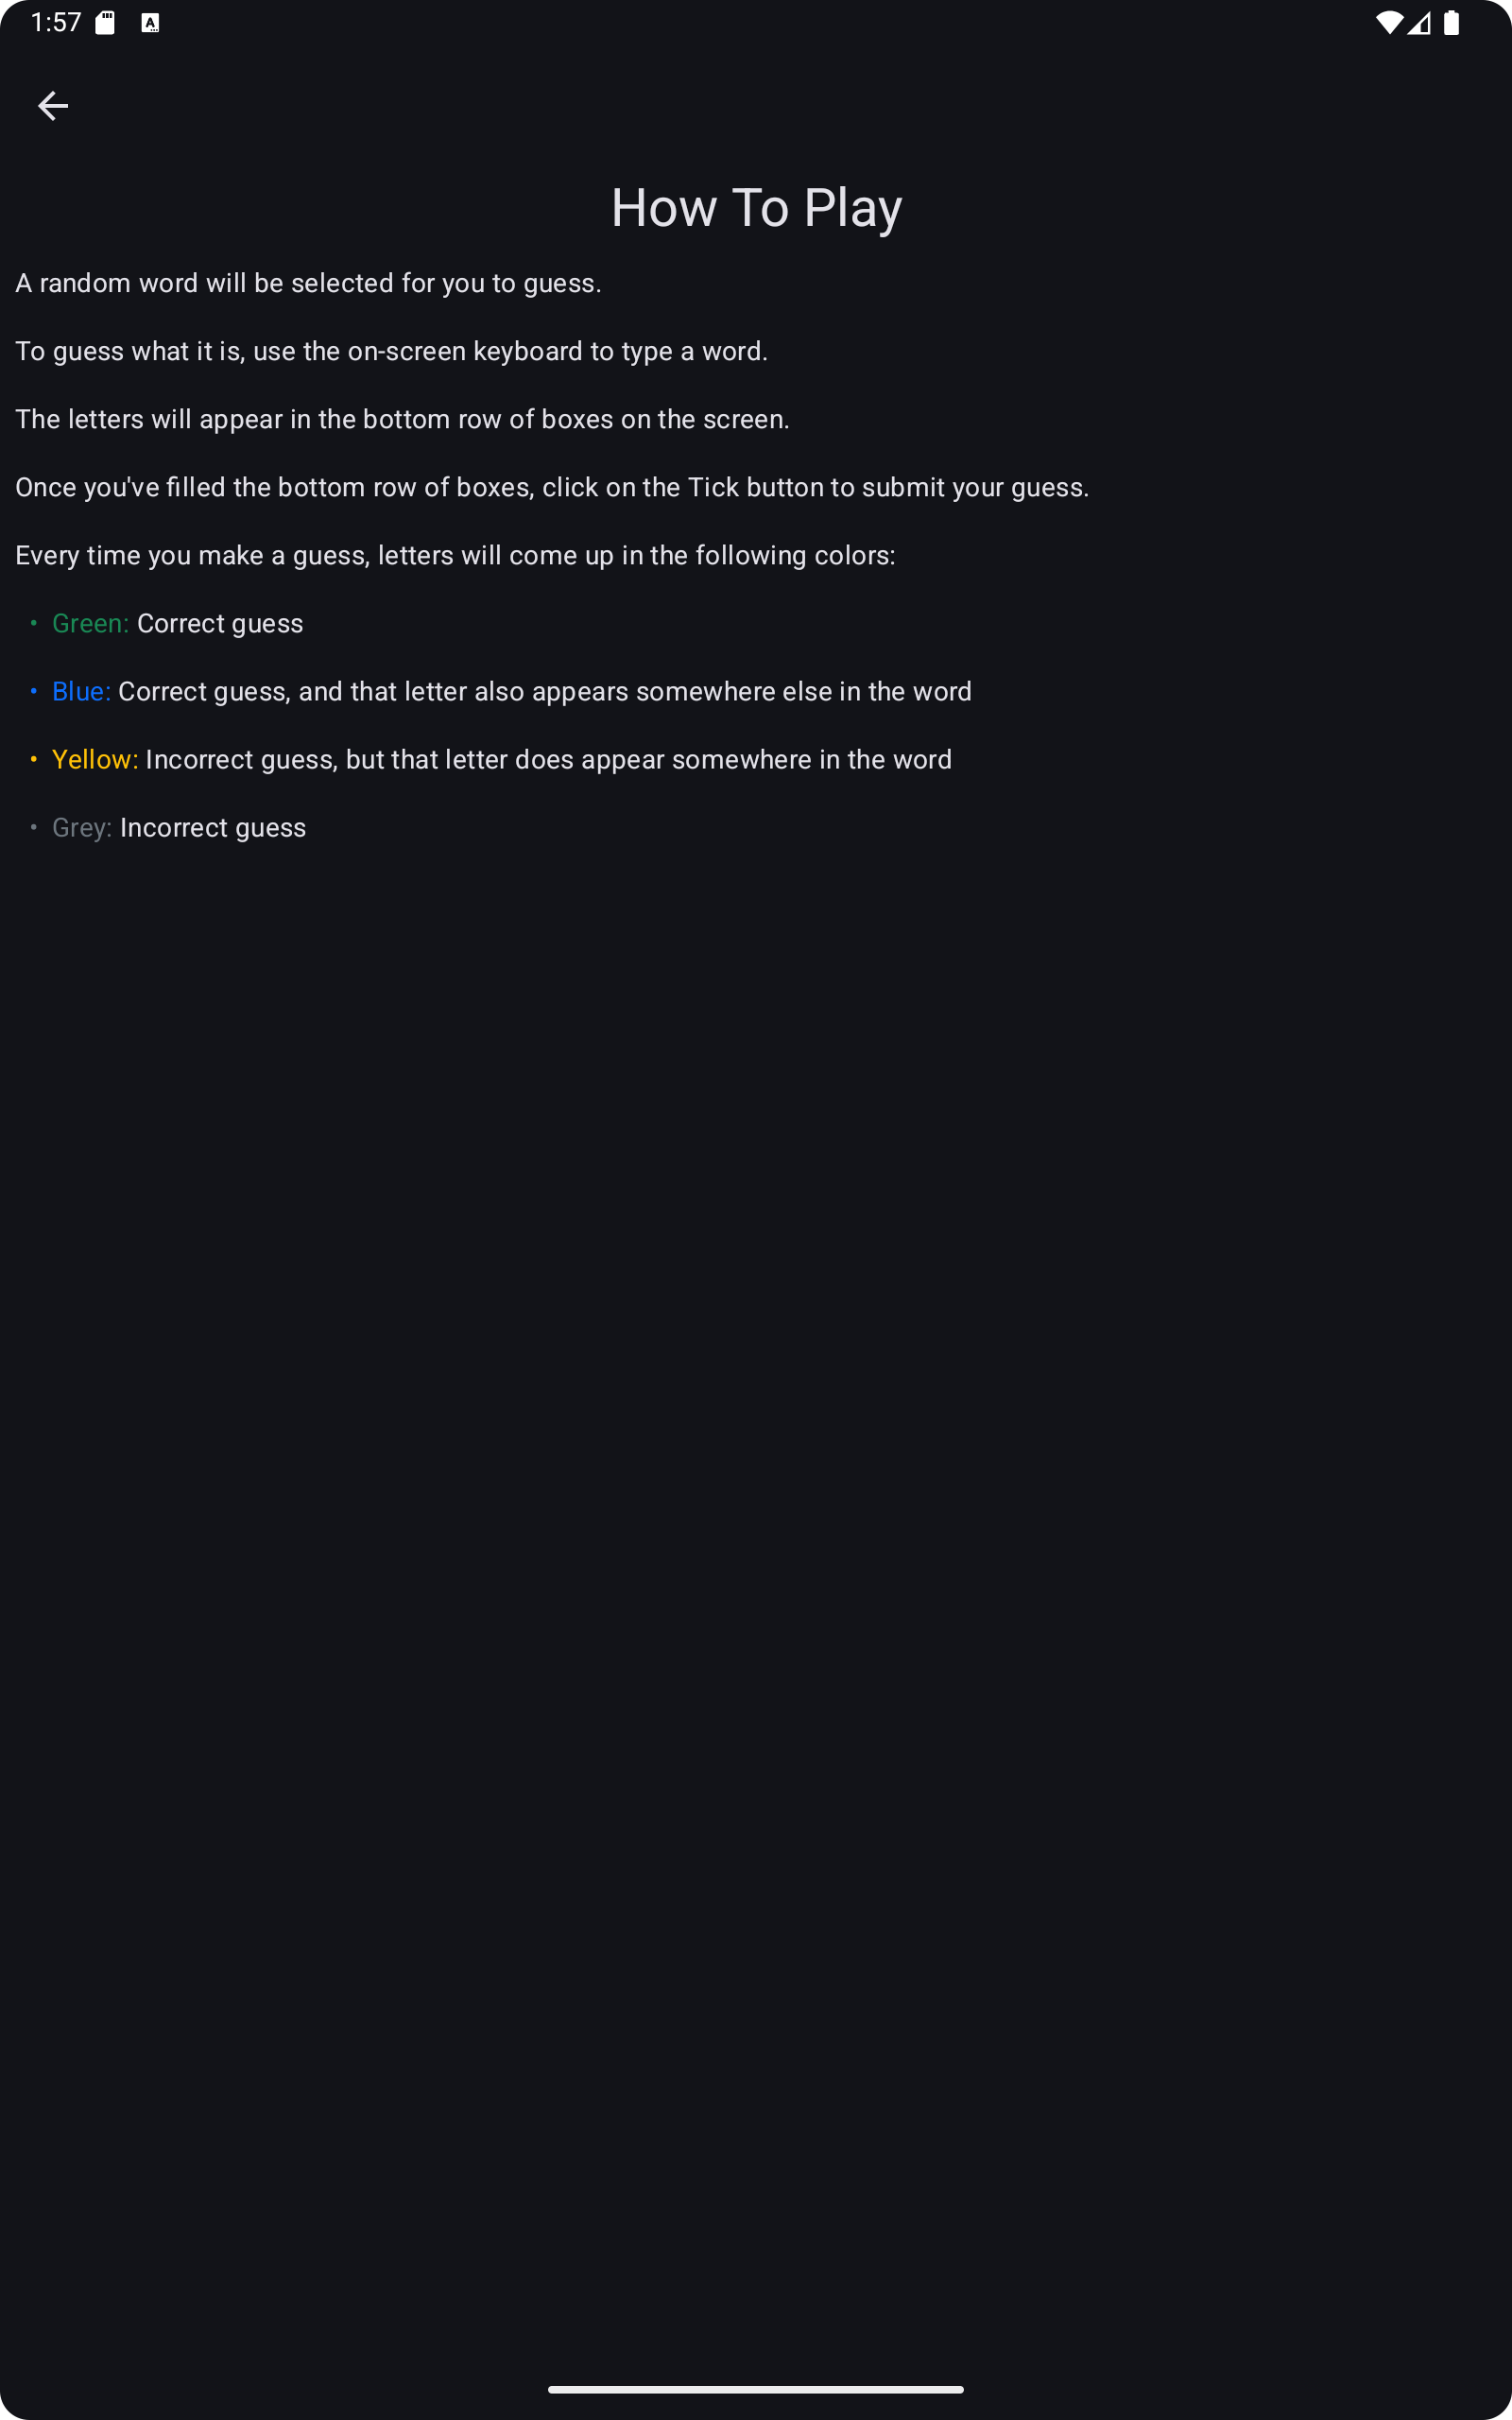 1:57
How To Play
A random word will be selected for you to guess.
To guess what it is, use the on-screen keyboard to type a word.
The letters will appear in the bottom row of boxes on the screen.
Once you've filled the bottom row of boxes, click on the Tick button to submit your guess.
Every time you make a guess, letters will come up in the following colors:
• Green: Correct guess
• Blue: Correct guess, and that letter also appears somewhere else in the word
• Yellow: Incorrect guess, but that letter does appear somewhere in the word
• Grey: Incorrect guess